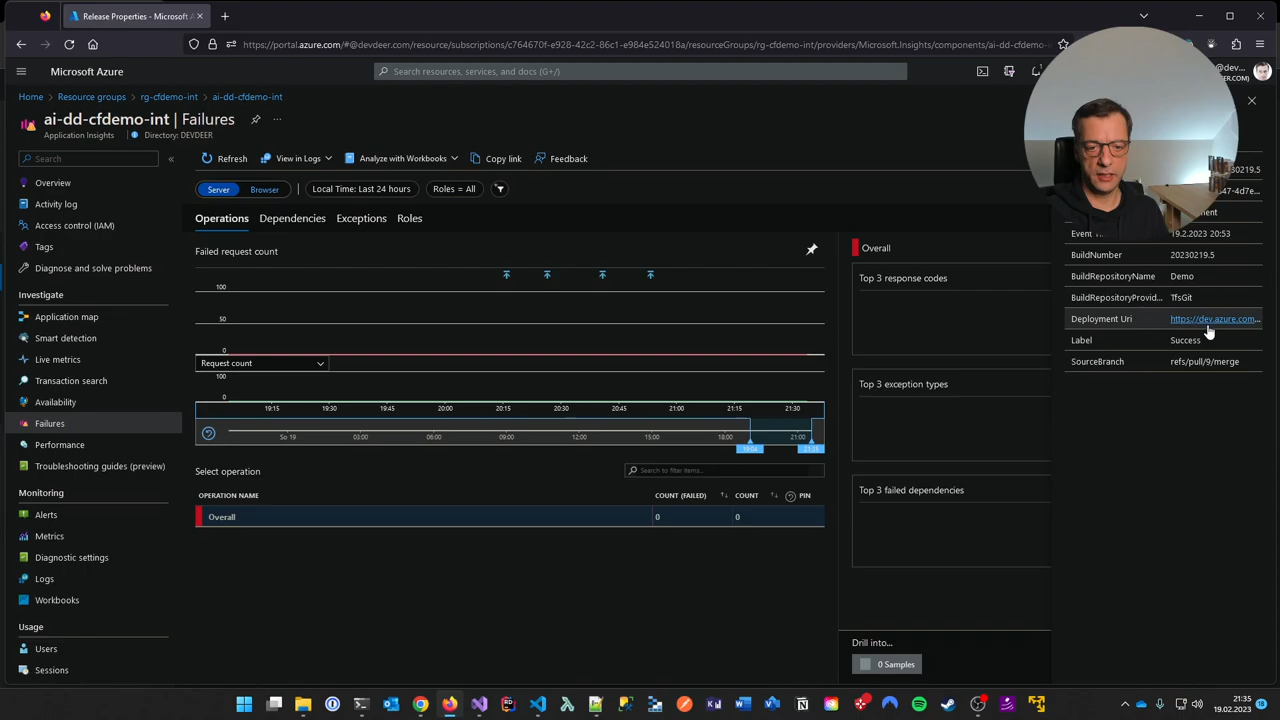 Release Properties - Microsoft A
https://portal.azure.com/#@devdeer.com/resource/subscriptions/c764670f-e928-42c2-86c1-e984e524018a/resourceGroups/rg-cfdemo-int/providers/Microsoft.Insights/components/ai-dd-cfdemo-int
Microsoft Azure
Search resources, services, and docs (G+/)
@dev...
Home > Resource groups > rg-cfdemo-int > ai-dd-cfdemo-int
ai-dd-cfdemo-int | Failures
Application Insights
Directory: DEVDEER
Search
Refresh
View in Logs
Analyze with Workbooks
Copy link
Feedback
Server
Browser
Local Time: Last 24 hours
Roles = All
Overview
Activity log
Access control (IAM)
Tags
Diagnose and solve problems
Investigate
Application map
Smart detection
Live metrics
Transaction search
Availability
Failures
Performance
Troubleshooting guides (preview)
Monitoring
Alerts
Metrics
Diagnostic settings
Logs
Workbooks
Usage
Users
Sessions
Operations
Dependencies
Exceptions
Roles
Failed request count
100
50
0
Request count
100
0
19:15 19:30 19:45 20:00 20:15 20:30 20:45 21:00 21:15 21:30
So 19 03:00 06:00 09:00 12:00 15:00 18:00 21:00
Select operation
Search to filter items...
OPERATION NAME
COUNT (FAILED)
COUNT
PIN
Overall
0
0
Overall
Top 3 response codes
Top 3 exception types
Top 3 failed dependencies
Drill into...
0 Samples
19.2.2023 20:53
BuildNumber 20230219.5
BuildRepositoryName Demo
BuildRepositoryProvid... TfsGit
Deployment Uri https://dev.azure.com...
Label Success
SourceBranch refs/pull/9/merge
21:35
19.02.2023